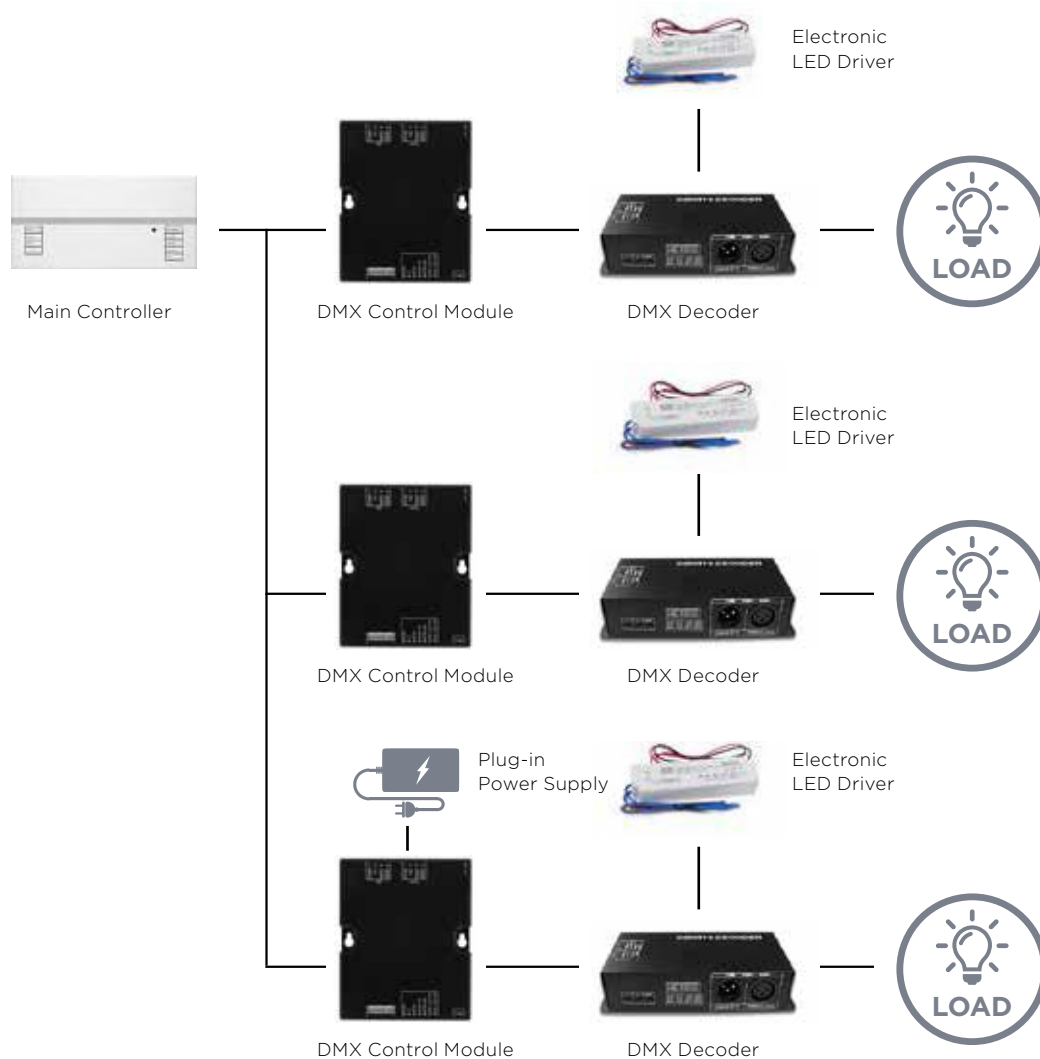 Electronic
LED Driver
LOAD
Main Controller
DMX Control Module
DMX Decoder
Electronic
LED Driver
LOAD
DMX Control Module
DMX Decoder
Plug-in
Power Supply
Electronic
LED Driver
LOAD
DMX Control Module
DMX Decoder